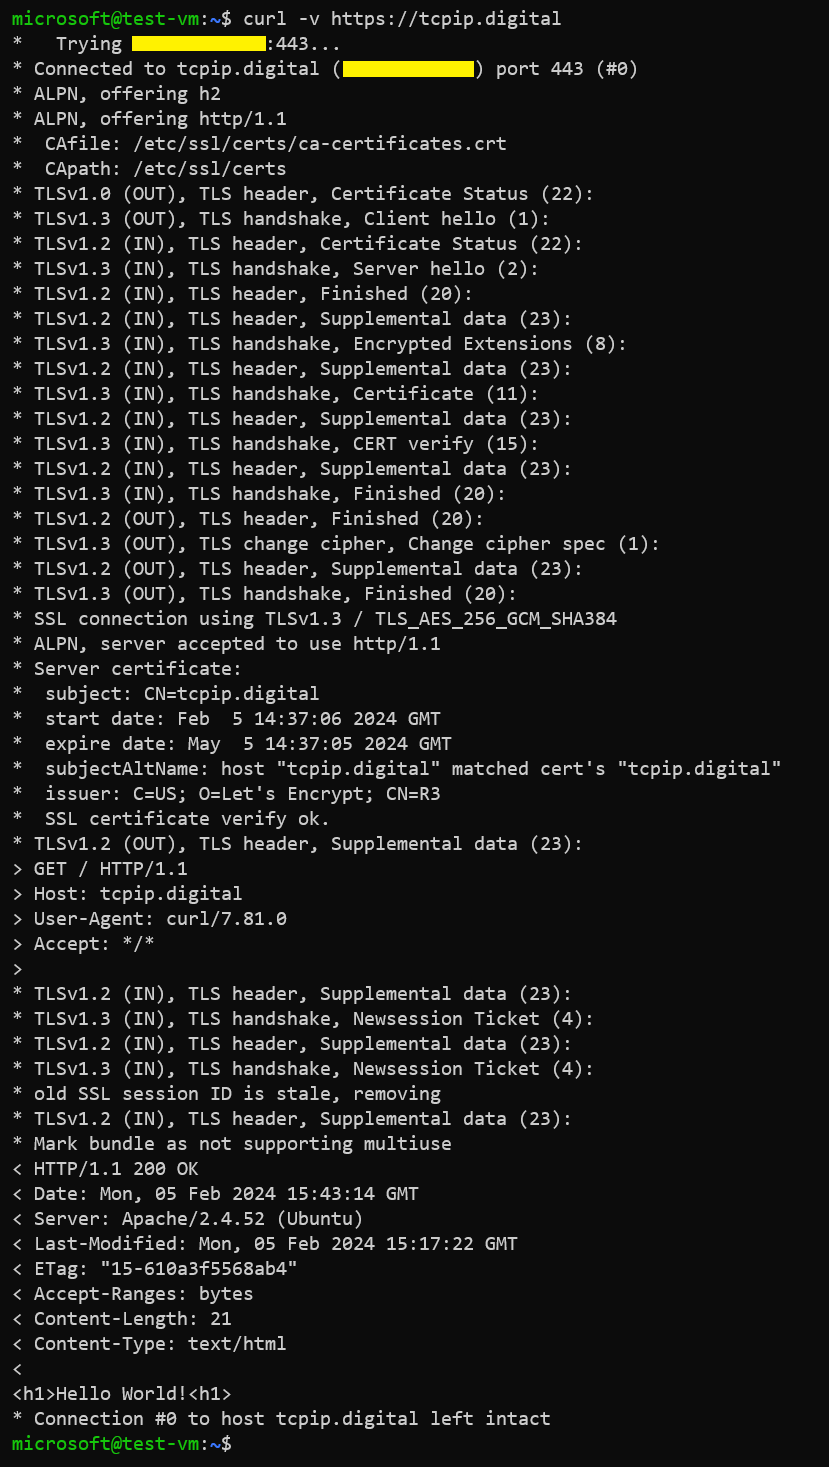 microsoft@test-vm:~$ curl -v https://tcpip.digital
*   Trying :443...
* Connected to tcpip.digital () port 443 (#0)
* ALPN, offering h2
* ALPN, offering http/1.1
*  CAfile: /etc/ssl/certs/ca-certificates.crt
*  CApath: /etc/ssl/certs
* TLSv1.0 (OUT), TLS header, Certificate Status (22):
* TLSv1.3 (OUT), TLS handshake, Client hello (1):
* TLSv1.2 (IN), TLS header, Certificate Status (22):
* TLSv1.3 (IN), TLS handshake, Server hello (2):
* TLSv1.2 (IN), TLS header, Finished (20):
* TLSv1.2 (IN), TLS header, Supplemental data (23):
* TLSv1.3 (IN), TLS handshake, Encrypted Extensions (8):
* TLSv1.2 (IN), TLS header, Supplemental data (23):
* TLSv1.3 (IN), TLS handshake, Certificate (11):
* TLSv1.2 (IN), TLS header, Supplemental data (23):
* TLSv1.3 (IN), TLS handshake, CERT verify (15):
* TLSv1.2 (IN), TLS header, Supplemental data (23):
* TLSv1.3 (IN), TLS handshake, Finished (20):
* TLSv1.2 (OUT), TLS header, Finished (20):
* TLSv1.3 (OUT), TLS change cipher, Change cipher spec (1):
* TLSv1.2 (OUT), TLS header, Supplemental data (23):
* TLSv1.3 (OUT), TLS handshake, Finished (20):
* SSL connection using TLSv1.3 / TLS_AES_256_GCM_SHA384
* ALPN, server accepted to use http/1.1
* Server certificate:
*  subject: CN=tcpip.digital
*  start date: Feb  5 14:37:06 2024 GMT
*  expire date: May  5 14:37:05 2024 GMT
*  subjectAltName: host "tcpip.digital" matched cert's "tcpip.digital"
*  issuer: C=US; O=Let's Encrypt; CN=R3
*  SSL certificate verify ok.
* TLSv1.2 (OUT), TLS header, Supplemental data (23):
> GET / HTTP/1.1
> Host: tcpip.digital
> User-Agent: curl/7.81.0
> Accept: */*
>
* TLSv1.2 (IN), TLS header, Supplemental data (23):
* TLSv1.3 (IN), TLS handshake, Newsession Ticket (4):
* TLSv1.2 (IN), TLS header, Supplemental data (23):
* TLSv1.3 (IN), TLS handshake, Newsession Ticket (4):
* old SSL session ID is stale, removing
* TLSv1.2 (IN), TLS header, Supplemental data (23):
* Mark bundle as not supporting multiuse
< HTTP/1.1 200 OK
< Date: Mon, 05 Feb 2024 15:43:14 GMT
< Server: Apache/2.4.52 (Ubuntu)
< Last-Modified: Mon, 05 Feb 2024 15:17:22 GMT
< ETag: "15-610a3f5568ab4"
< Accept-Ranges: bytes
< Content-Length: 21
< Content-Type: text/html
<
<h1>Hello World!<h1>
* Connection #0 to host tcpip.digital left intact
microsoft@test-vm:~$